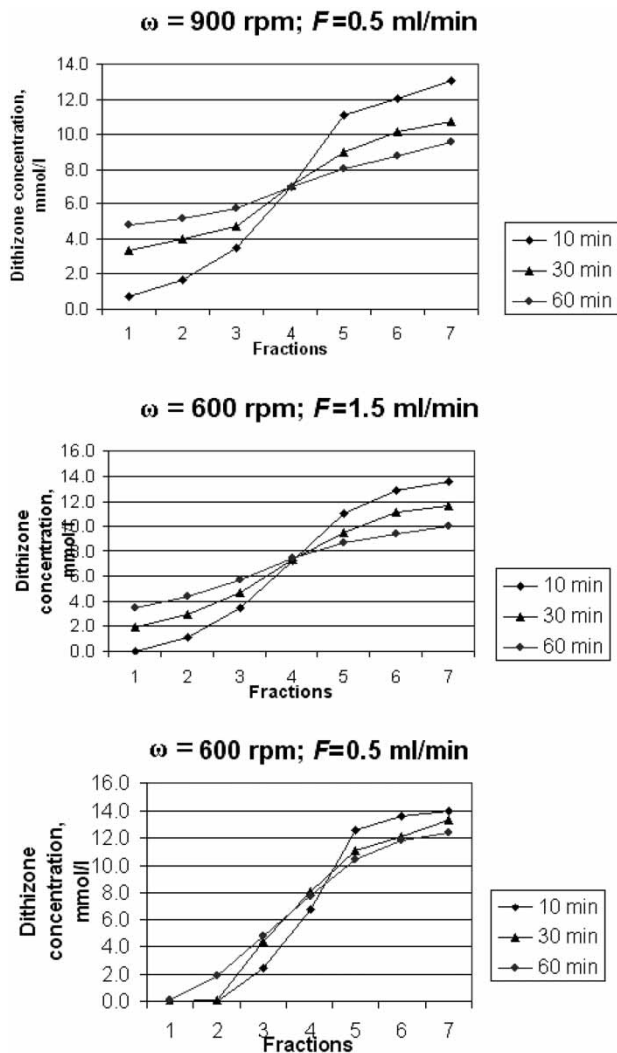 ω = 900 rpm; F=0.5 ml/min
Dithizone concentration,
mmol/l
14.0
12.0
10.0
8.0
6.0
4.0
2.0
0.0
1 2 3 4 5 6 7
Fractions
10 min
30 min
60 min
ω = 600 rpm; F=1.5 ml/min
Dithizone
concentration,
mmol/l
16.0
14.0
12.0
10.0
8.0
6.0
4.0
2.0
0.0
1 2 3 4 5 6 7
Fractions
10 min
30 min
60 min
ω = 600 rpm; F=0.5 ml/min
Dithizone
concentration,
mmol/l
16.0
14.0
12.0
10.0
8.0
6.0
4.0
2.0
0.0
1 2 3 4 5 6 7
Fractions
10 min
30 min
60 min